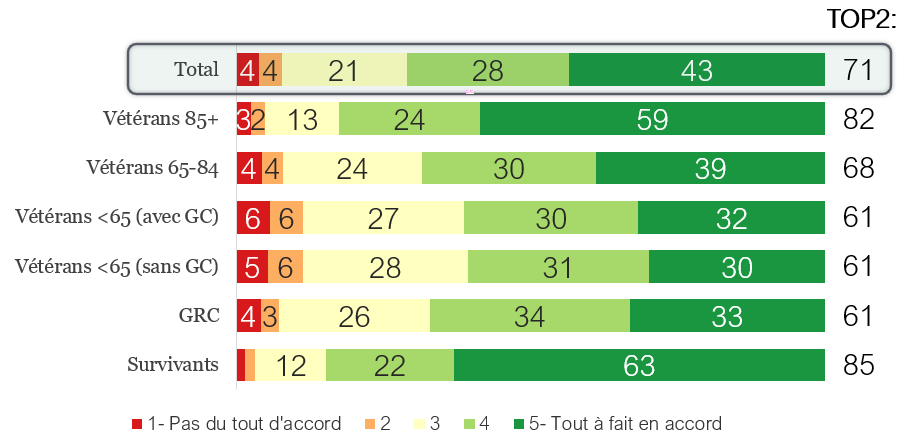 TOP2:
Total 4 4 21 28 43 71
Vétérans 85+ 3 2 13 24 59 82
Vétérans 65-84 4 4 24 30 39 68
Vétérans <65 (avec GC) 6 6 27 30 32 61
Vétérans <65 (sans GC) 5 6 28 31 30 61
GRC 4 3 26 34 33 61
Survivants 12 22 63 85
1- Pas du tout d'accord 2 3 4 5- Tout à fait en accord